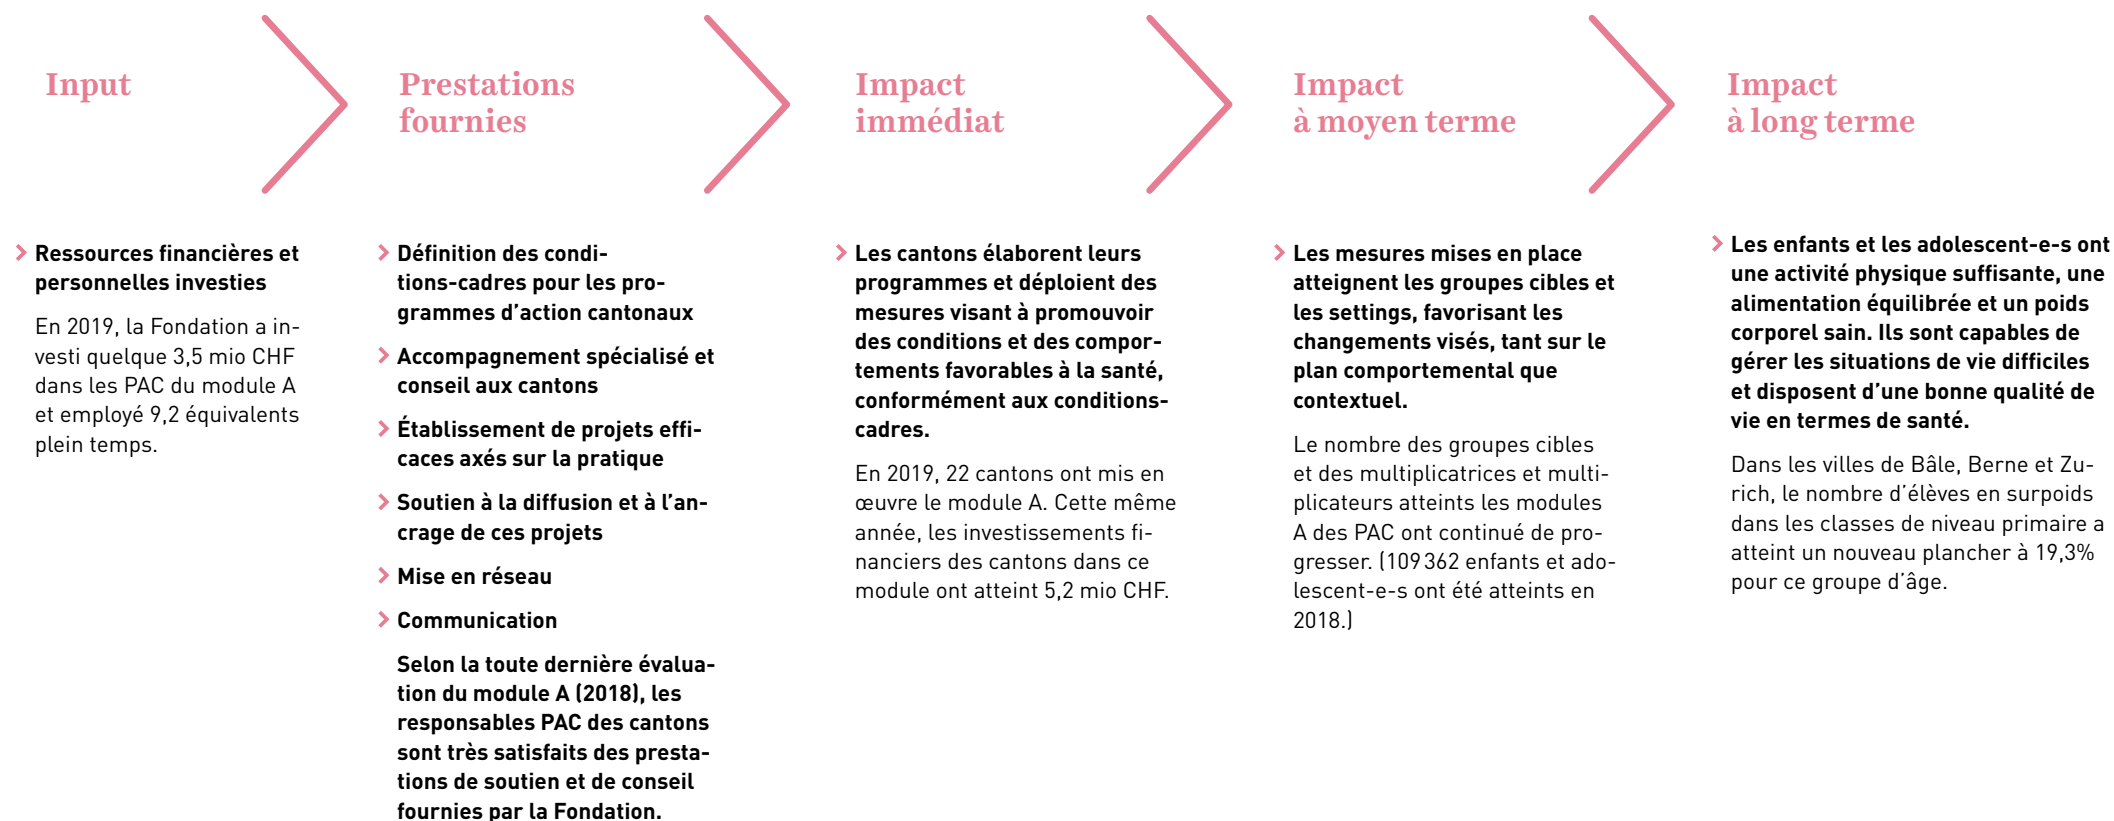 Input
Prestations
fournies
Impact
immédiat
Impact
à moyen terme
Impact
à long terme
Ressources financières et
personnelles investies
En 2019, la Fondation a in-
vesti quelque 3,5 mio CHF
dans les PAC du module A
et employé 9,2 équivalents
plein temps.
Définition des condi-
tions-cadres pour les pro-
grammes d’action cantonaux
Accompagnement spécialisé et
conseil aux cantons
Établissement de projets effi-
caces axés sur la pratique
Soutien à la diffusion et à l’an-
crage de ces projets
Mise en réseau
Communication
Selon la toute dernière évalua-
tion du module A (2018), les
responsables PAC des cantons
sont très satisfaits des presta-
tions de soutien et de conseil
fournies par la Fondation.
Les cantons élaborent leurs
programmes et déploient des
mesures visant à promouvoir
des conditions et des compor-
tements favorables à la santé,
conformément aux conditions-
cadres.
En 2019, 22 cantons ont mis en
œuvre le module A. Cette même
année, les investissements fi-
nanciers des cantons dans ce
module ont atteint 5,2 mio CHF.
Les mesures mises en place
atteignent les groupes cibles et
les settings, favorisant les
changements visés, tant sur le
plan comportemental que
contextuel.
Le nombre des groupes cibles
et des multiplicatrices et multi-
plicateurs atteints les modules
A des PAC ont continué de pro-
gresser. (109 362 enfants et ado-
lescent-e-s ont été atteints en
2018.)
Les enfants et les adolescent-e-s ont
une activité physique suffisante, une
alimentation équilibrée et un poids
corporel sain. Ils sont capables de
gérer les situations de vie difficiles
et disposent d’une bonne qualité de
vie en termes de santé.
Dans les villes de Bâle, Berne et Zu-
rich, le nombre d’élèves en surpoids
dans les classes de niveau primaire a
atteint un nouveau plancher à 19,3%
pour ce groupe d’âge.